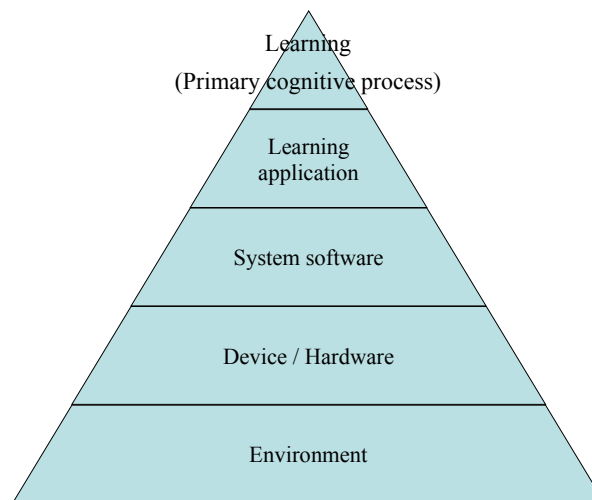 Learning
(Primary cognitive process)
Learning
application
System software
Device / Hardware
Environment